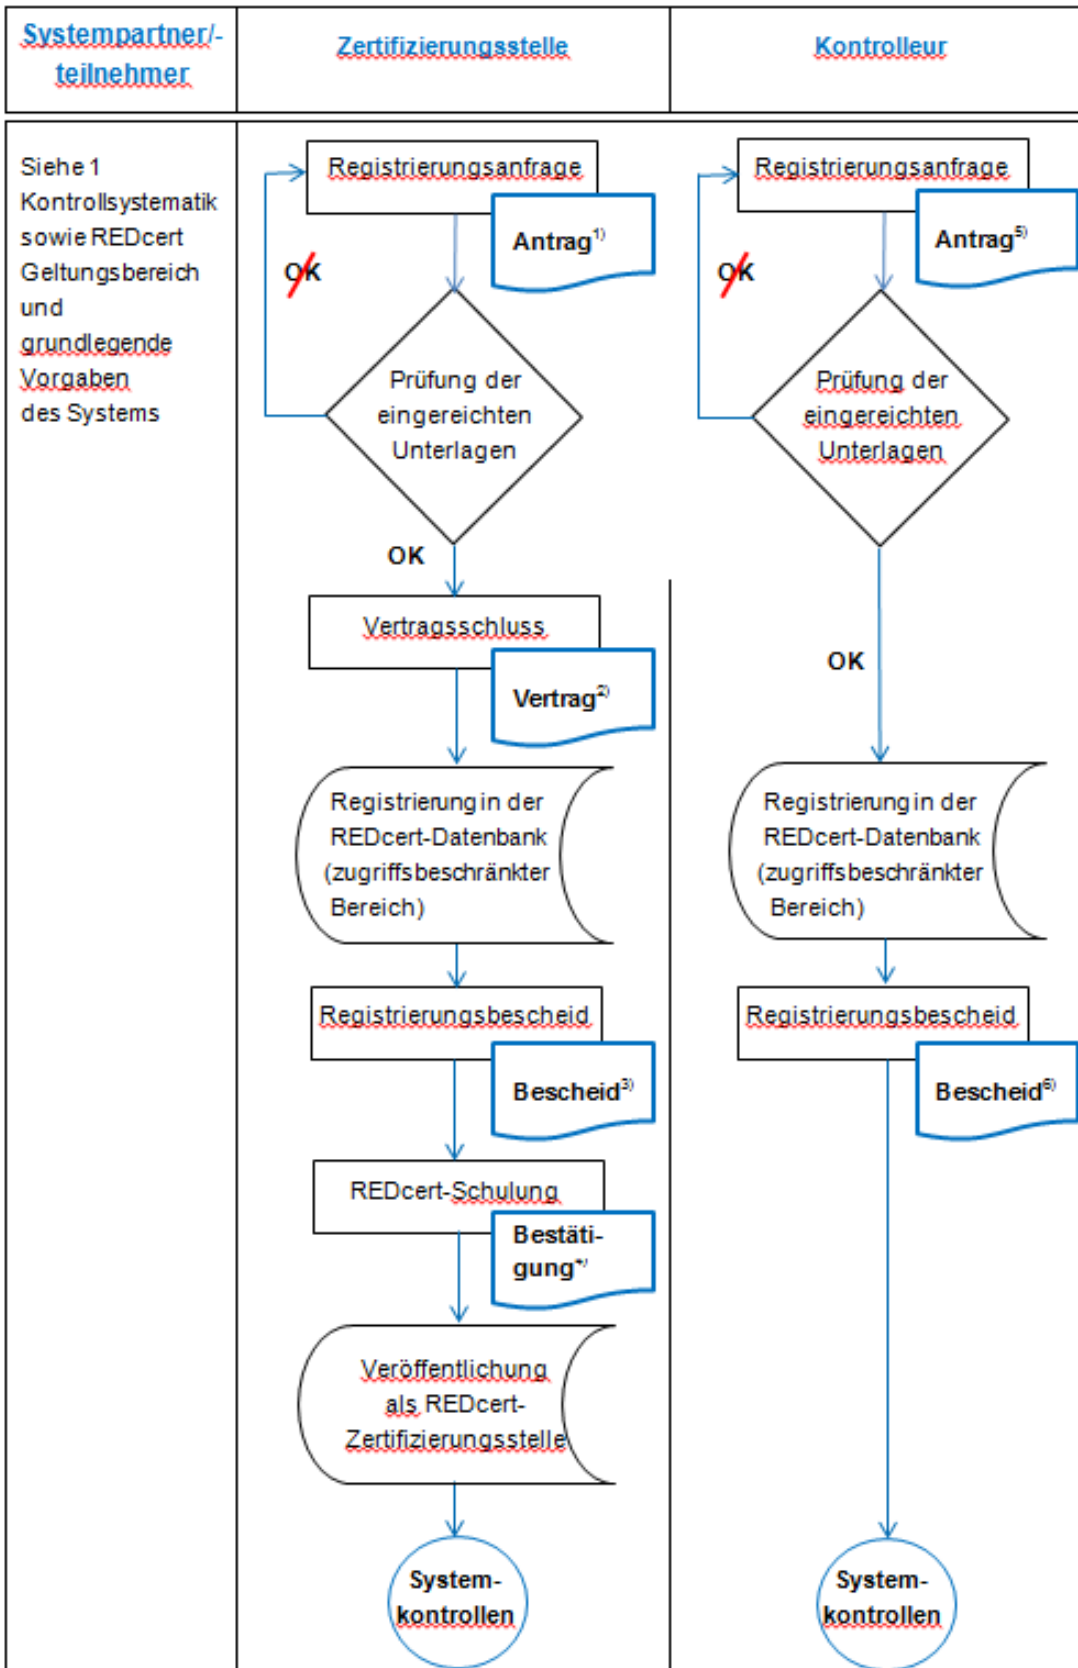 Systempartner/-
teilnehmer
Zertifizierungsstelle
Kontrolleur
Siehe 1
Kontrollsystematik
sowie REDcert
Geltungsbereich
und
grundlegende
Vorgaben
des Systems
Registrierungsanfrage
Antrag1)
OK
Prüfung der
eingereichten
Unterlagen
OK
Vertragsschluss
Vertrag2)
Registrierung in der
REDcert-Datenbank
(zugriffsbeschränkter
Bereich)
Registrierungsbescheid
Bescheid3)
REDcert-Schulung
Bestäti-
gung4)
Veröffentlichung
als REDcert-
Zertifizierungsstelle
System-
kontrollen
Registrierungsanfrage
Antrag5)
OK
Prüfung der
eingereichten
Unterlagen
OK
Registrierung in der
REDcert-Datenbank
(zugriffsbeschränkter
Bereich)
Registrierungsbescheid
Bescheid6)
System-
kontrollen